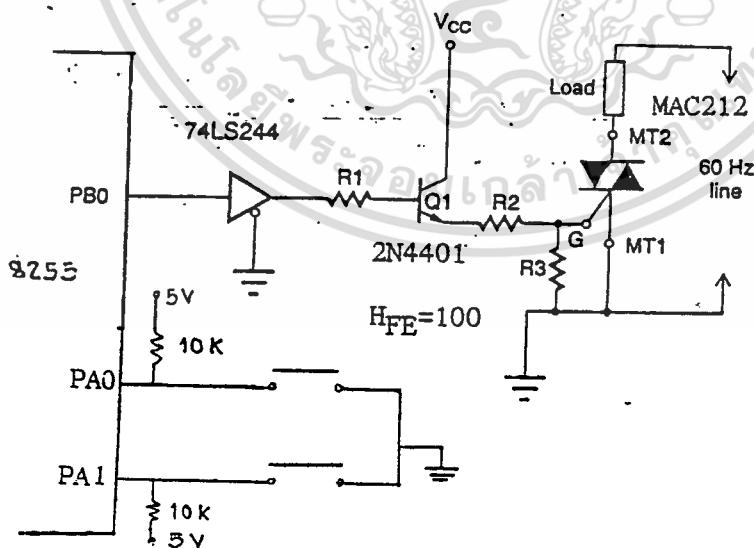 Vcc
Load
MAC212
74LS244
MT2
R1
60 Hz
line
PB0
Q1
R2
G
MT1
2N4401
R3
8255
5V
HFE=100
10 K
PA0
PA1
10 K
5V